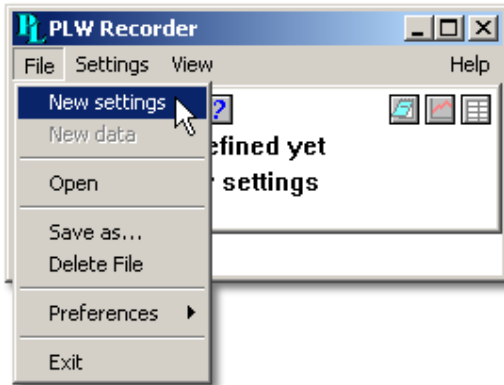 PLW Recorder
File Settings View Help
New settings
?
New data
efined yet
Open
settings
Save as...
Delete File
Preferences
Exit